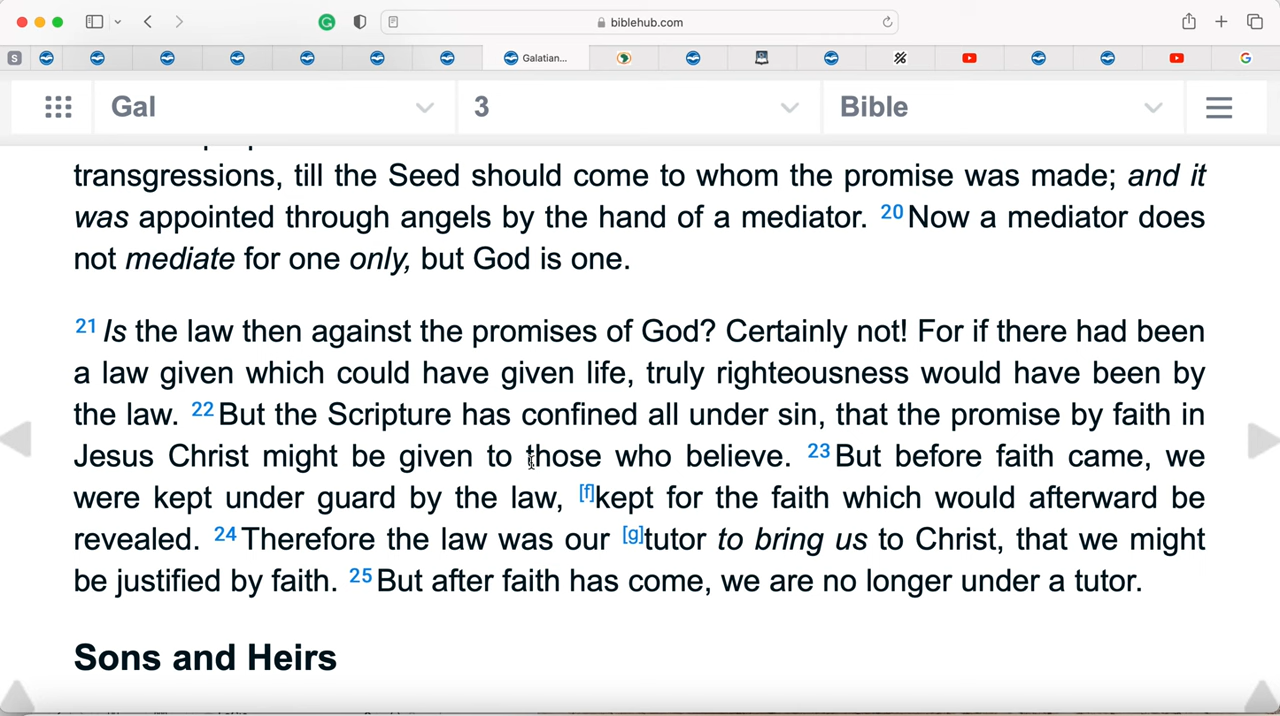 biblehub.com
S
Galatian...
G
Gal
3
Bible
transgressions, till the Seed should come to whom the promise was made; and it
was appointed through angels by the hand of a mediator. 20 Now a mediator does
not mediate for one only, but God is one.
21 Is the law then against the promises of God? Certainly not! For if there had been
a law given which could have given life, truly righteousness would have been by
the law. 22 But the Scripture has confined all under sin, that the promise by faith in
Jesus Christ might be given to those who believe. 23 But before faith came, we
were kept under guard by the law, [f]kept for the faith which would afterward be
revealed. 24 Therefore the law was our [g]tutor to bring us to Christ, that we might
be justified by faith. 25 But after faith has come, we are no longer under a tutor.
Sons and Heirs